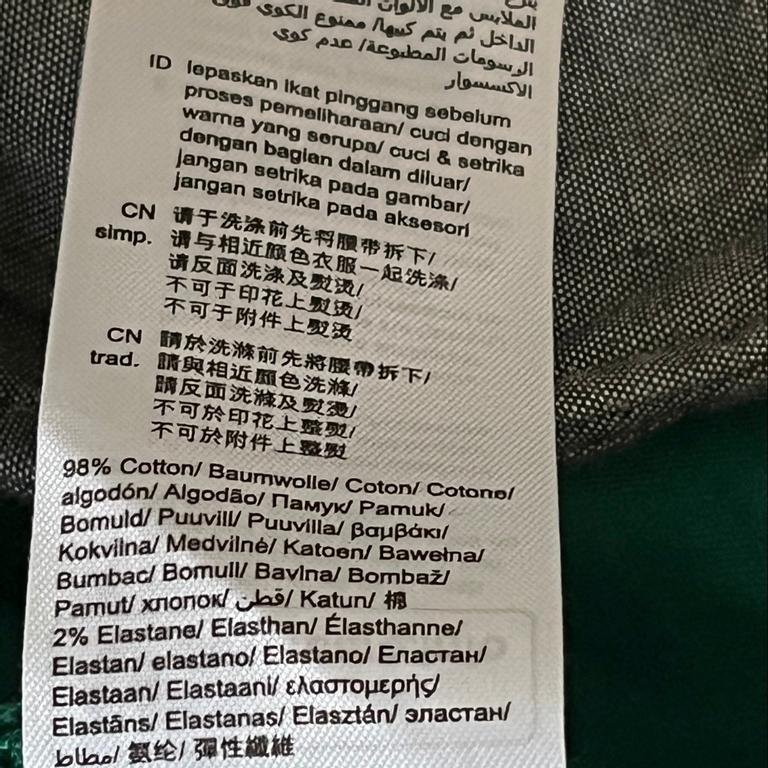 الملابس مع الألوان
الداخل ثم يتم كيها/ ممنوع الكوي فوق
الرسومات المطبوعة/ عدم كوي
الاكسسوار
ID lepaskan ikat pinggang sebelum
proses pemeliharaan/ cuci dengan
warna yang serupa/ cuci & setrika
dengan bagian dalam diluar/
jangan setrika pada gambar/
jangan setrika pada aksesori
CN 请于洗涤前先将腰带拆下/
simp. 请与相近颜色衣服一起洗涤/
请反面洗涤及熨烫/
不可于印花上熨烫/
不可于附件上熨烫
CN 請於洗滌前先將腰帶拆下/
trad. 請與相近顏色洗滌/
請反面洗滌及熨燙/
不可於印花上整熨/
不可於附件上整熨
98% Cotton/ Baumwolle/ Coton/ Cotone/
algodón/ Algodão/ Памук/ Pamuk/
Bomuld/ Puuvill/ Puuvilla/ βαμβάκι/
Kokvilna/ Medvilnė/ Katoen/ Bawełna/
Bumbac/ Bomull/ Bavlna/ Bombaž/
Pamut/ хлопок/ قطن/ Katun/ 棉
2% Elastane/ Elasthan/ Élasthanne/
Elastan/ elastano/ Elastano/ Еластан/
Elastaan/ Elastaani/ ελαστομερής/
Elastāns/ Elastanas/ Elasztán/ эластан/
مطاط/ 氨纶/ 彈性纖維